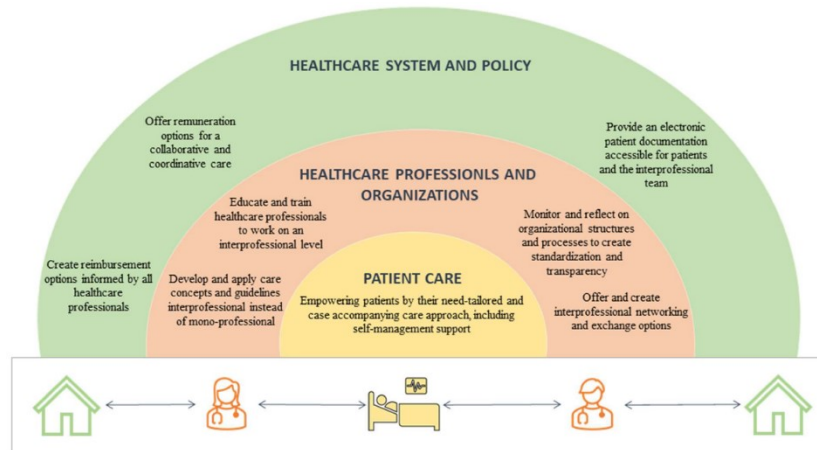 HEALTHCARE SYSTEM AND POLICY
Offer remuneration
options for a
collaborative and
coordinative care
Provide an electronic
patient documentation
accessible for patients
and the interprofessional
team
Create reimbursement
options informed by all
healthcare
professionals
HEALTHCARE PROFESSIONLS AND
ORGANIZATIONS
Educate and train
healthcare professionals
to work on an
interprofessional level
Develop and apply care
concepts and guidelines
interprofessional instead
of mono-professional
Monitor and reflect on
organizational structures
and processes to create
standardization and
transparency
Offer and create
interprofessional networking
and exchange options
PATIENT CARE
Empowering patients by their need-tailored and
case accompanying care approach, including
self-management support